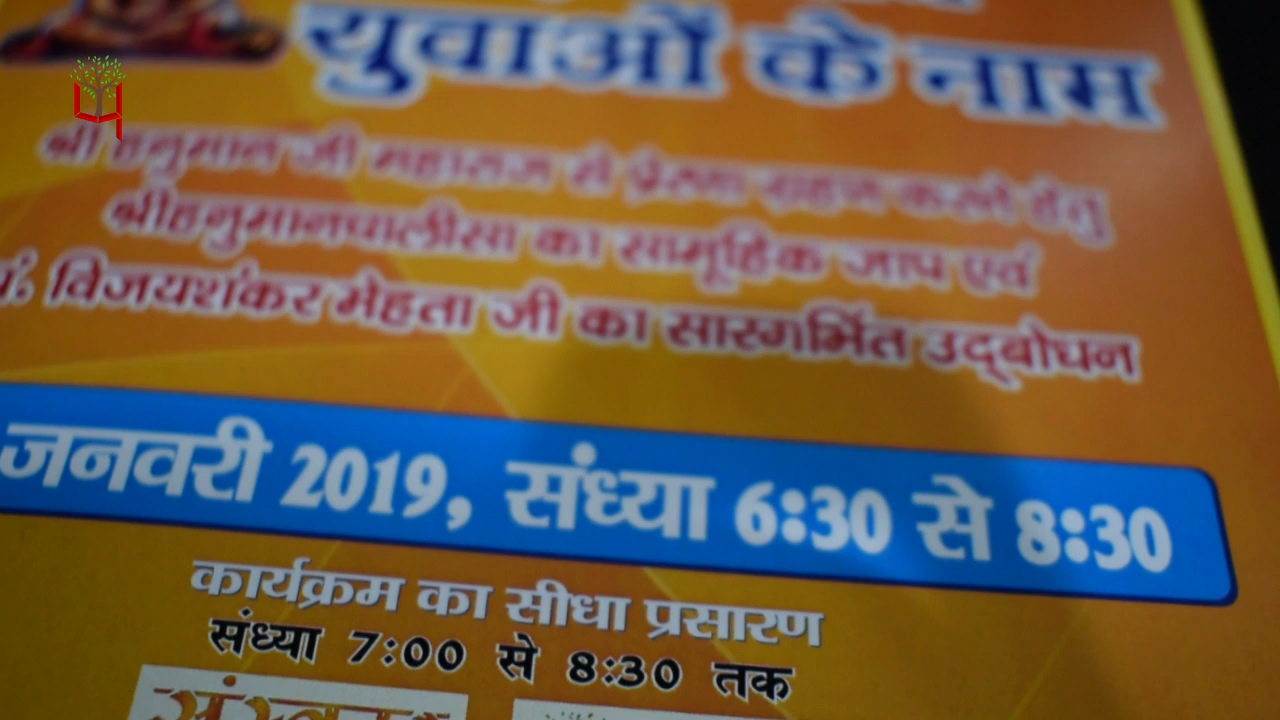 युवाओं के नाम
श्री हनुमान जी महाराज से प्रेरणा ग्रहण करने हेतु
श्रीहनुमानचालीसा का सामूहिक जाप एवं
पं. विजयशंकर मेहता जी का सारगर्भित उद्‌बोधन
जनवरी 2019, संध्या 6:30 से 8:30
कार्यक्रम का सीधा प्रसारण
संध्या 7:00 से 8:30 तक